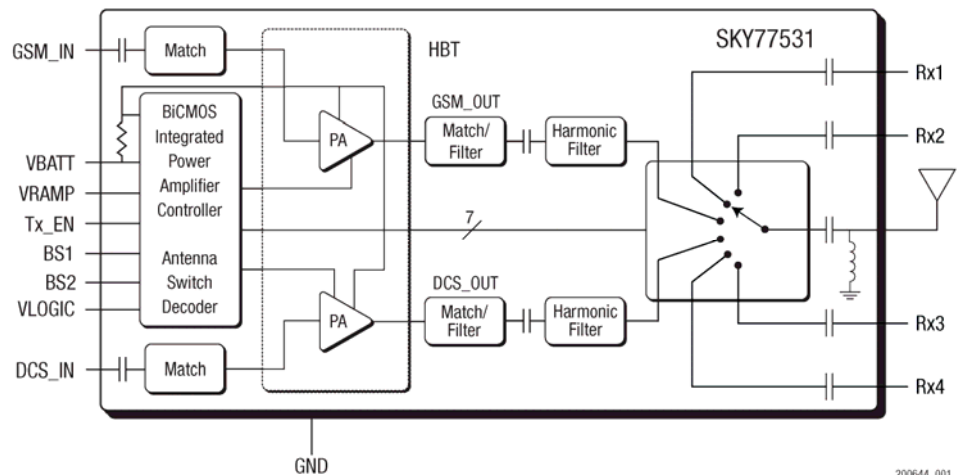 SKY77531
GSM_IN
Match
HBT
Rx1
BiCMOS
Integrated
Power
Amplifier
Controller
Antenna
Switch
Decoder
PA
GSM_OUT
Match/
Filter
Harmonic
Filter
Rx2
VBATT
VRAMP
Tx_EN
BS1
BS2
VLOGIC
7
PA
DCS_OUT
Match/
Filter
Harmonic
Filter
Rx3
DCS_IN
Match
Rx4
GND
200644_001